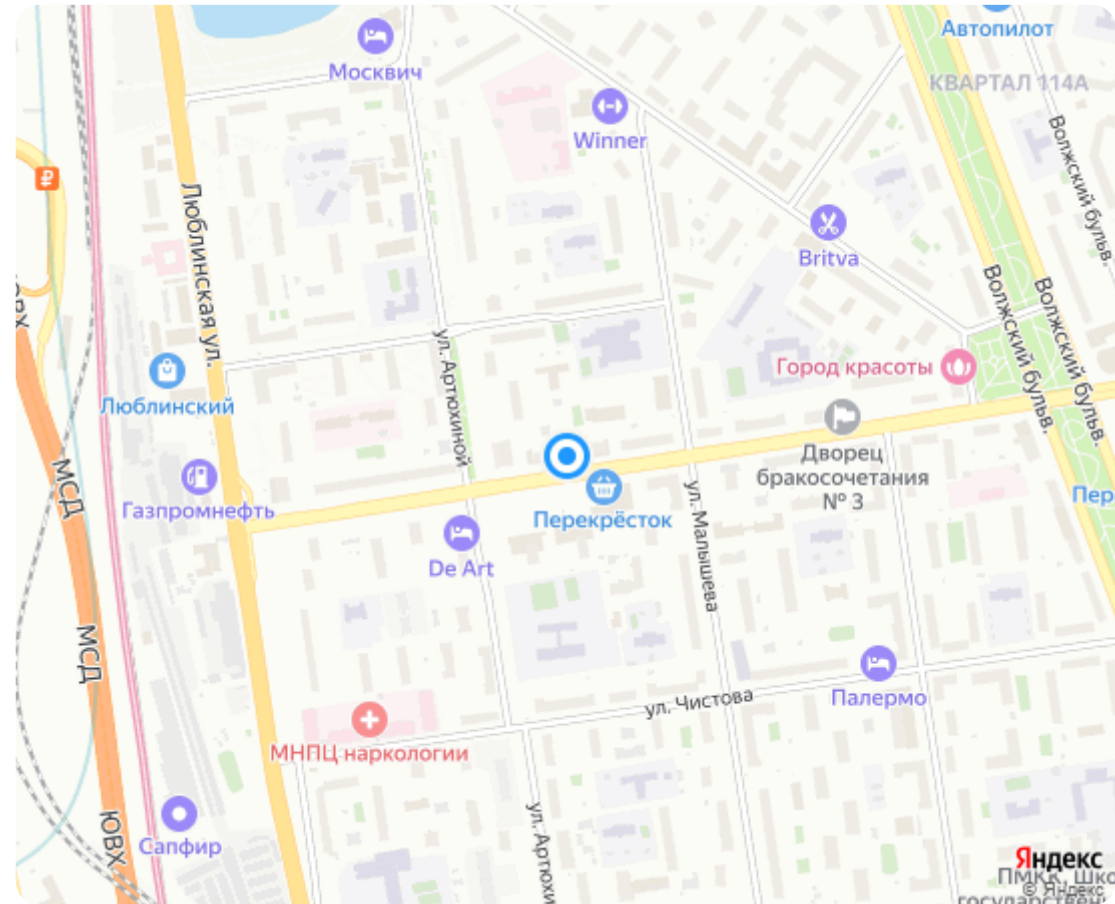 Автопилот
Москвич
КВАРТАЛ 114А
Winner
Волжский бульв.
Люблинская ул.
Britva
Волжский бульв.
Волжский бульв.
ул. Артюхиной
Город красоты
Люблинский
Дворец
бракосочетания
№ 3
МСД
Газпромнефть
Перекрёсток
ул. Малышева
De Art
МСД
Палермо
ул. Чистова
МНПЦ наркологии
ЮВХ
Сапфир
Яндекс
© Яндекс